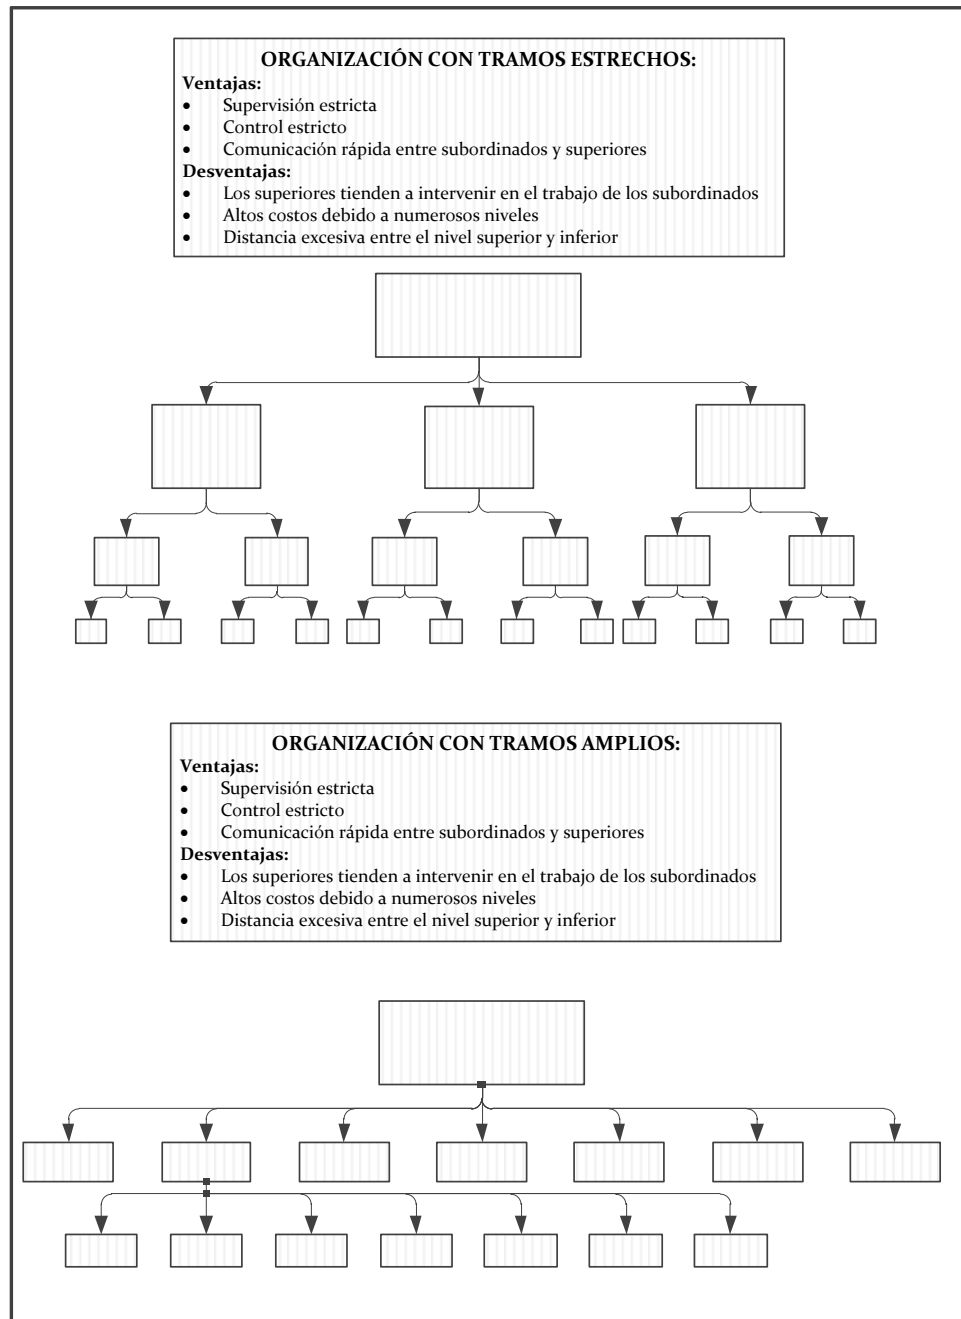 ORGANIZACIÓN CON TRAMOS ESTRECHOS:
Ventajas:
• Supervisión estricta
• Control estricto
• Comunicación rápida entre subordinados y superiores
Desventajas:
• Los superiores tienden a intervenir en el trabajo de los subordinados
• Altos costos debido a numerosos niveles
• Distancia excesiva entre el nivel superior y inferior
ORGANIZACIÓN CON TRAMOS AMPLIOS:
Ventajas:
• Supervisión estricta
• Control estricto
• Comunicación rápida entre subordinados y superiores
Desventajas:
• Los superiores tienden a intervenir en el trabajo de los subordinados
• Altos costos debido a numerosos niveles
• Distancia excesiva entre el nivel superior y inferior